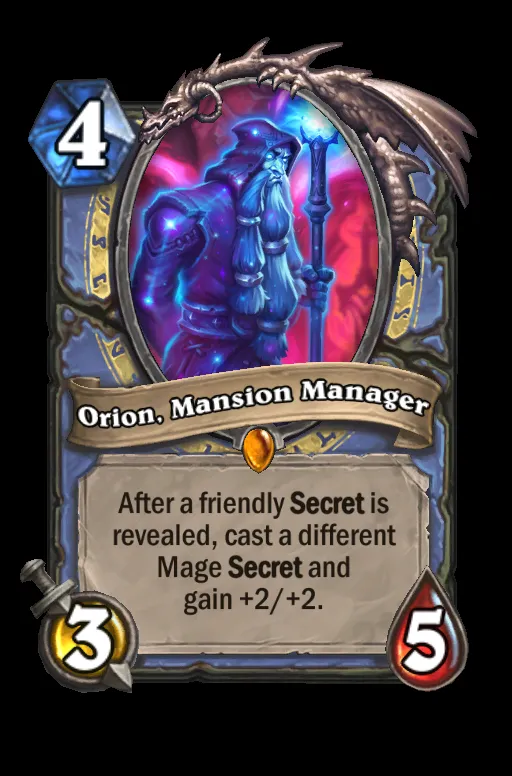 4
Orion, Mansion Manager
After a friendly Secret is
revealed, cast a different
Mage Secret and
gain +2/+2.
3
5